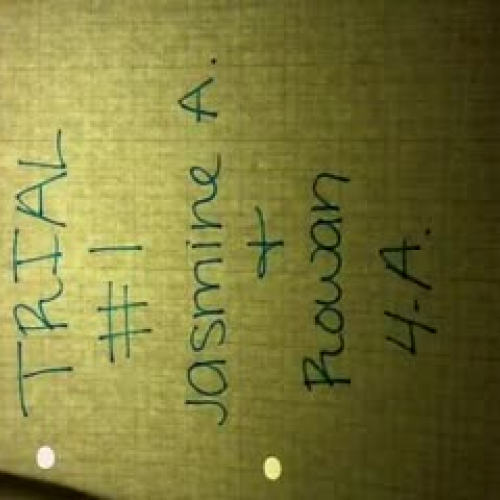 TRIAL
#1
Jasmine A.
+
Rowan
4-A.